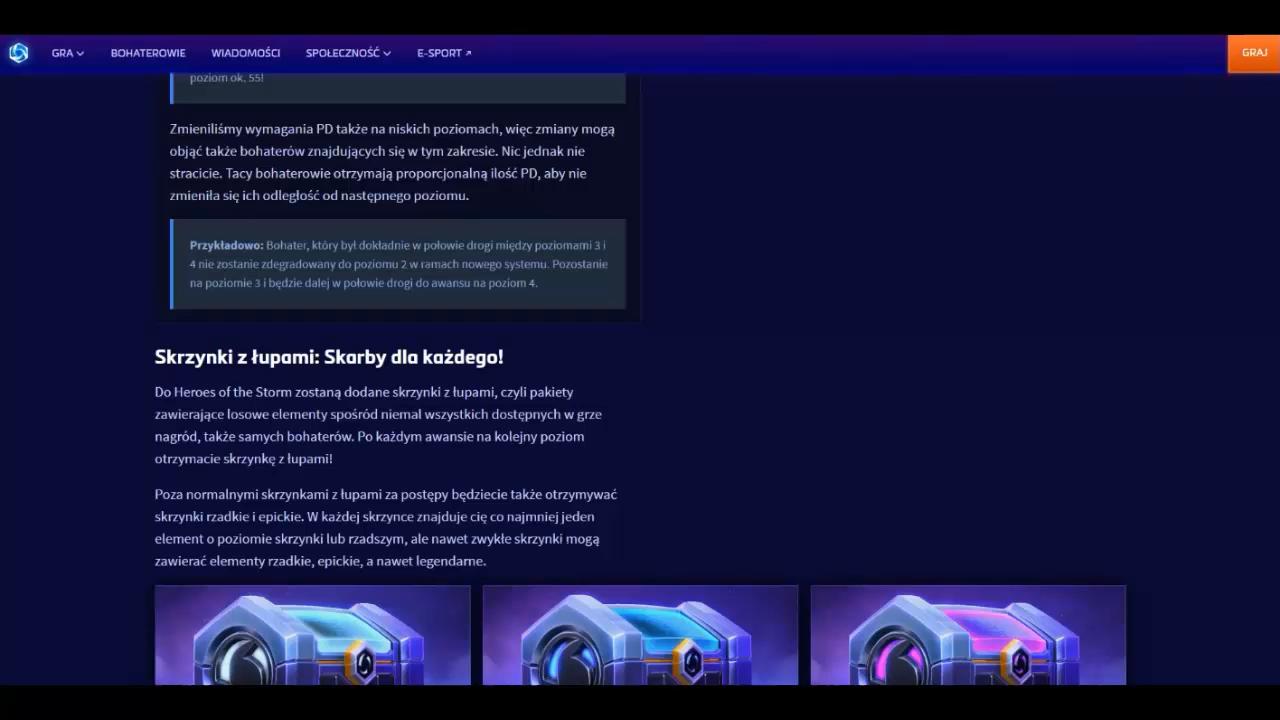 GRA
BOHATEROWIE
WIADOMOŚCI
SPOŁECZNOŚĆ
E-SPORT
GRAJ
poziom ok. 55!
Zmieniliśmy wymagania PD także na niskich poziomach, więc zmiany mogą
objąć także bohaterów znajdujących się w tym zakresie. Nic jednak nie
stracicie. Tacy bohaterowie otrzymają proporcjonalną ilość PD, aby nie
zmieniła się ich odległość od następnego poziomu.
Przykładowo: Bohater, który był dokładnie w połowie drogi między poziomami 3 i
4 nie zostanie zdegradowany do poziomu 2 w ramach nowego systemu. Pozostanie
na poziomie 3 i będzie dalej w połowie drogi do awansu na poziom 4.
Skrzynki z łupami: Skarby dla każdego!
Do Heroes of the Storm zostaną dodane skrzynki z łupami, czyli pakiety
zawierające losowe elementy spośród niemal wszystkich dostępnych w grze
nagród, także samych bohaterów. Po każdym awansie na kolejny poziom
otrzymacie skrzynkę z łupami!
Poza normalnymi skrzynkami z łupami za postępy będziecie także otrzymywać
skrzynki rzadkie i epickie. W każdej skrzynce znajduje cię co najmniej jeden
element o poziomie skrzynki lub rzadszym, ale nawet zwykłe skrzynki mogą
zawierać elementy rzadkie, epickie, a nawet legendarne.